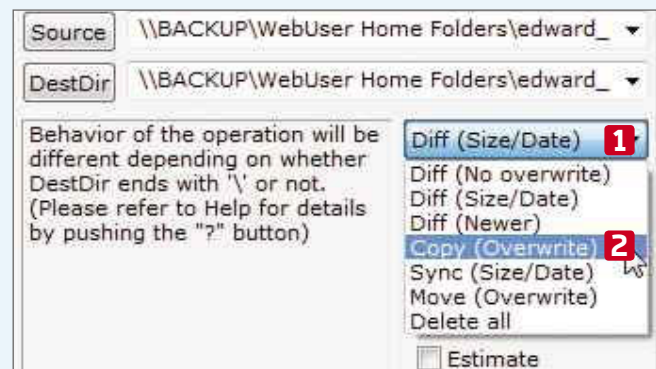 Source \\BACKUP\WebUser Home Folders\edward_
DestDir \\BACKUP\WebUser Home Folders\edward_
Behavior of the operation will be
different depending on whether
DestDir ends with '\' or not.
(Please refer to Help for details
by pushing the "?" button)
Diff (Size/Date) 1
Diff (No overwrite)
Diff (Size/Date)
Diff (Newer)
Copy (Overwrite) 2
Sync (Size/Date)
Move (Overwrite)
Delete all
Estimate